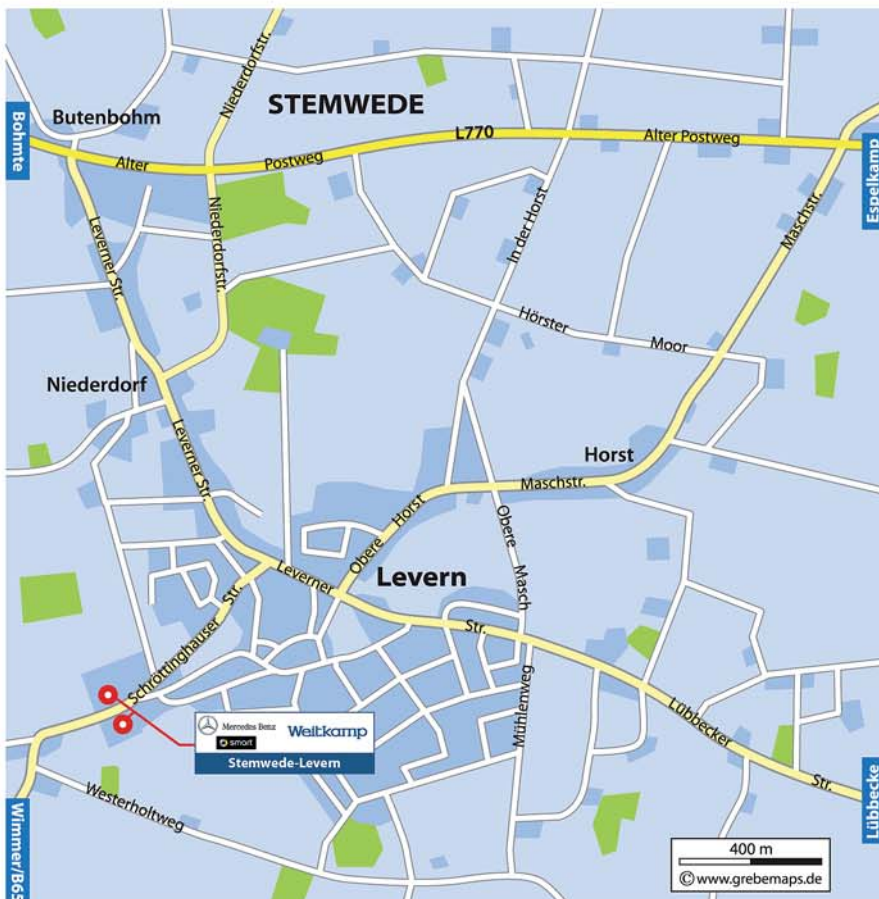 Niederdorfstr.
STEMWEDE
Butenbohm
Bohmte
L770
Alter Postweg
Alter Postweg
Espelkamp
Maschstr.
Leverner Str.
Niederdorfstr.
In der Horst
Hörster Moor
Niederdorf
Leverner Str.
Horst
Maschstr.
Obere Horst
Obere Masch
Levern
Leverner Str.
Schröttinghauser Str.
Mühlenweg
Lübbecker Str.
Mercedes Benz
smart
Weitkamp
Stemwede-Levern
Westerholtweg
Wimmer/B65
Lübbecke
400 m
© www.grebemaps.de